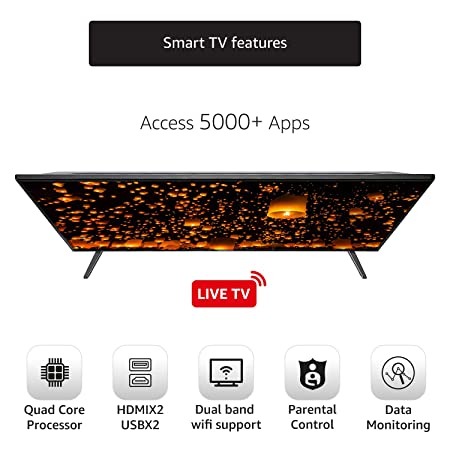 Smart TV features
Access 5000+ Apps
LIVE TV
Quad Core
Processor
HDMIX2
USBX2
Dual band
wifi support
Parental
Control
Data
Monitoring